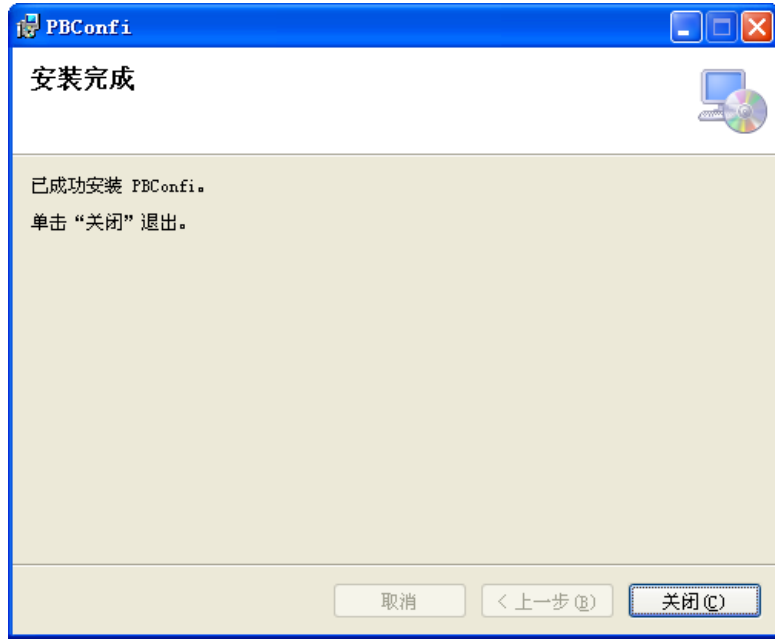 PBConfi
安装完成
已成功安装 PBConfi。
单击“关闭”退出。
取消
< 上一步(B)
关闭(C)